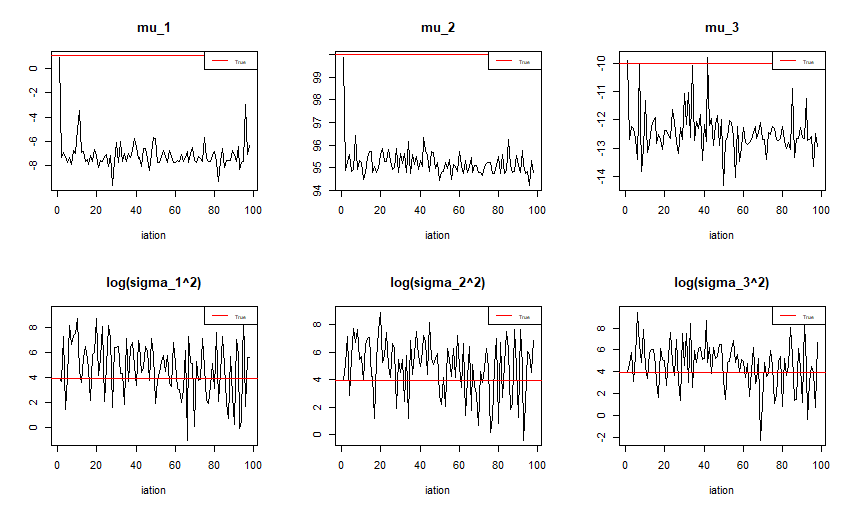 mu_1
mu_2
mu_3
True
True
True
0
-2
-4
-6
-8
99
98
97
96
95
94
-10
-11
-12
-13
-14
0 20 40 60 80 100
0 20 40 60 80 100
0 20 40 60 80 100
iation
iation
iation
log(sigma_1^2)
log(sigma_2^2)
log(sigma_3^2)
True
True
True
8
6
4
2
0
8
6
4
2
0
8
6
4
2
0
-2
0 20 40 60 80 100
0 20 40 60 80 100
0 20 40 60 80 100
iation
iation
iation